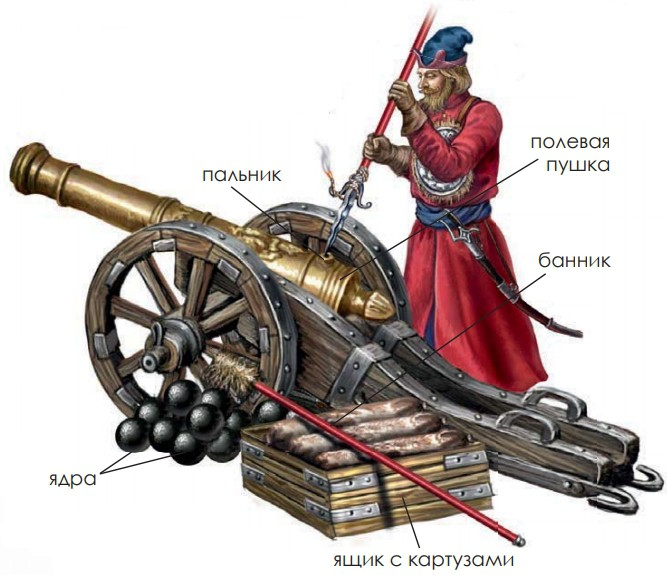 полевая
пушка
пальник
банник
ядра
ящик с картузами